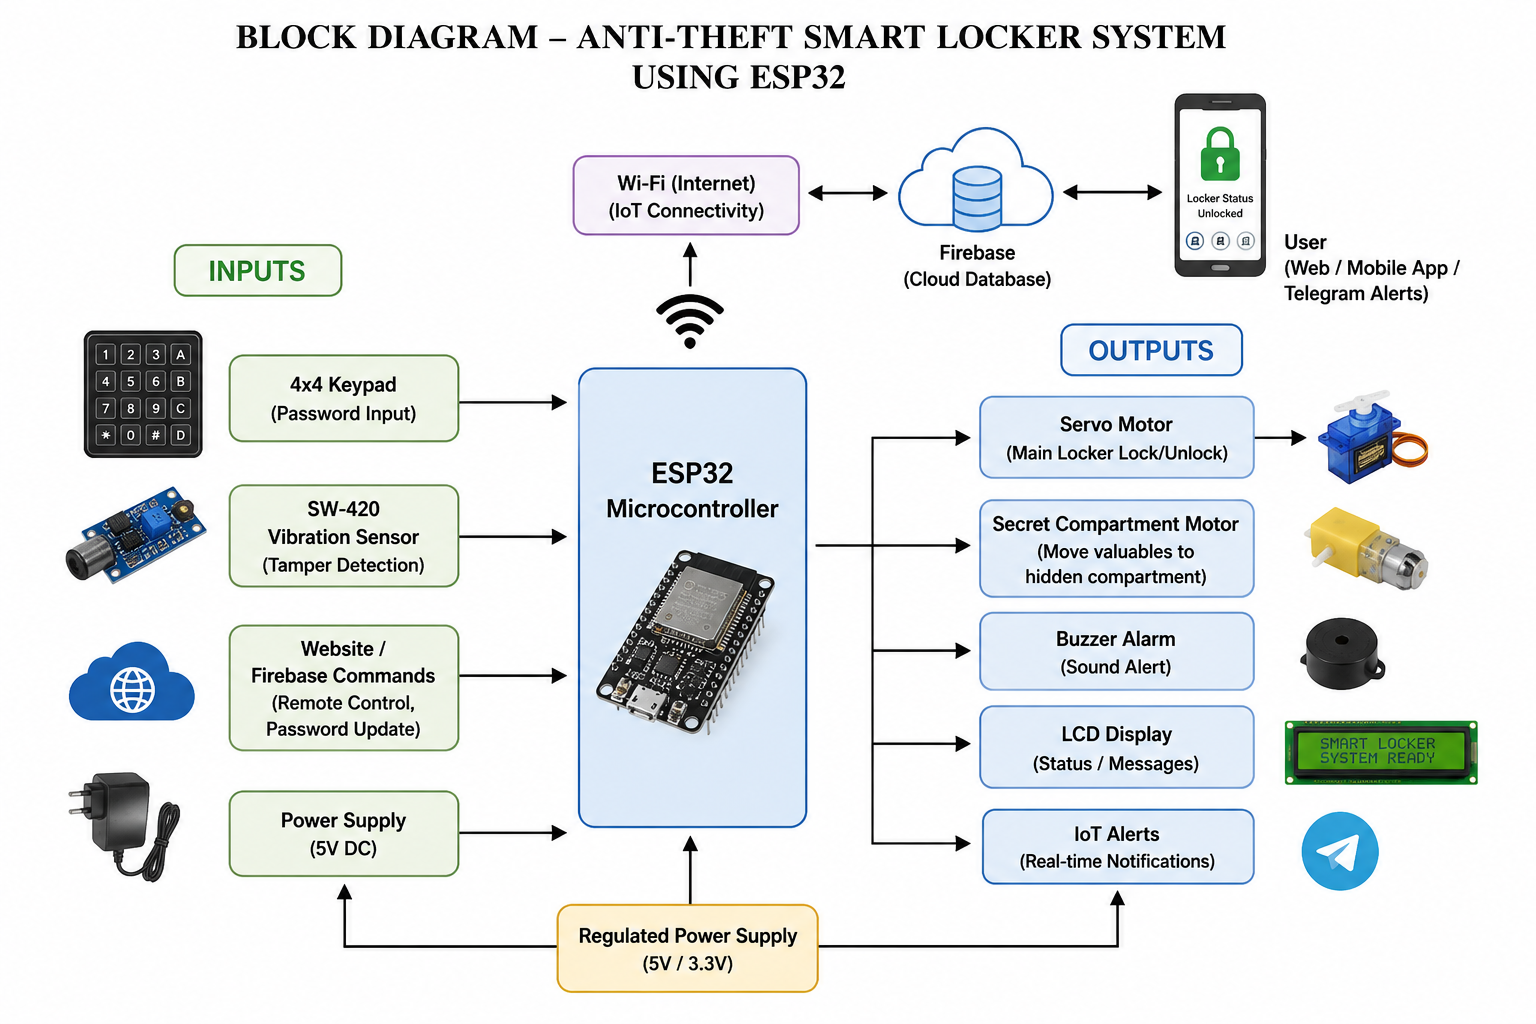 BLOCK DIAGRAM – ANTI-THEFT SMART LOCKER SYSTEM
USING ESP32
Wi-Fi (Internet)
(IoT Connectivity)
Firebase
(Cloud Database)
Locker Status
Unlocked
User
(Web / Mobile App /
Telegram Alerts)
INPUTS
1 2 3 A
4 5 6 B
7 8 9 C
* 0 # D
4x4 Keypad
(Password Input)
SW-420
Vibration Sensor
(Tamper Detection)
Website /
Firebase Commands
(Remote Control,
Password Update)
Power Supply
(5V DC)
ESP32
Microcontroller
OUTPUTS
Servo Motor
(Main Locker Lock/Unlock)
Secret Compartment Motor
(Move valuables to
hidden compartment)
Buzzer Alarm
(Sound Alert)
LCD Display
(Status / Messages)
SMART LOCKER
SYSTEM READY
IoT Alerts
(Real-time Notifications)
Regulated Power Supply
(5V / 3.3V)